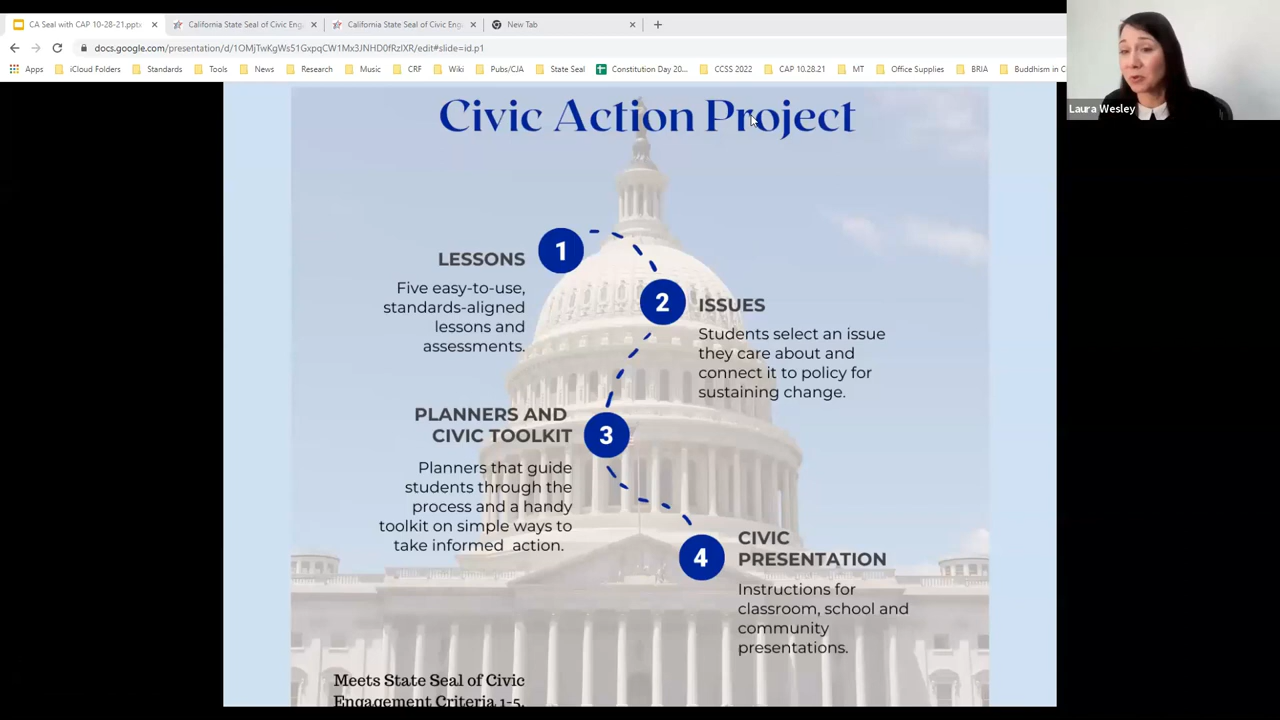 CA Seal with CAP 10-28-21.pptx
California State Seal of Civic Eng
California State Seal of Civic Eng
New Tab
docs.google.com/presentation/d/1OMjTwKgWs51GxpqCW1Mx3JNHD0fRzlXR/edit#slide=id.p1
Apps
iCloud Folders
Standards
Tools
News
Research
Music
CRF
Wiki
Pubs/CJA
State Seal
Constitution Day 20...
CCSS 2022
CAP 10.28.21
MT
Office Supplies
BRIA
Buddhism in C
Laura Wesley
Civic Action Project
1
LESSONS
Five easy-to-use,
standards-aligned
lessons and
assessments.
2
ISSUES
Students select an issue
they care about and
connect it to policy for
sustaining change.
3
PLANNERS AND
CIVIC TOOLKIT
Planners that guide
students through the
process and a handy
toolkit on simple ways to
take informed action.
4
CIVIC
PRESENTATION
Instructions for
classroom, school and
community
presentations.
Meets State Seal of Civic
Engagement Criteria 1-5.